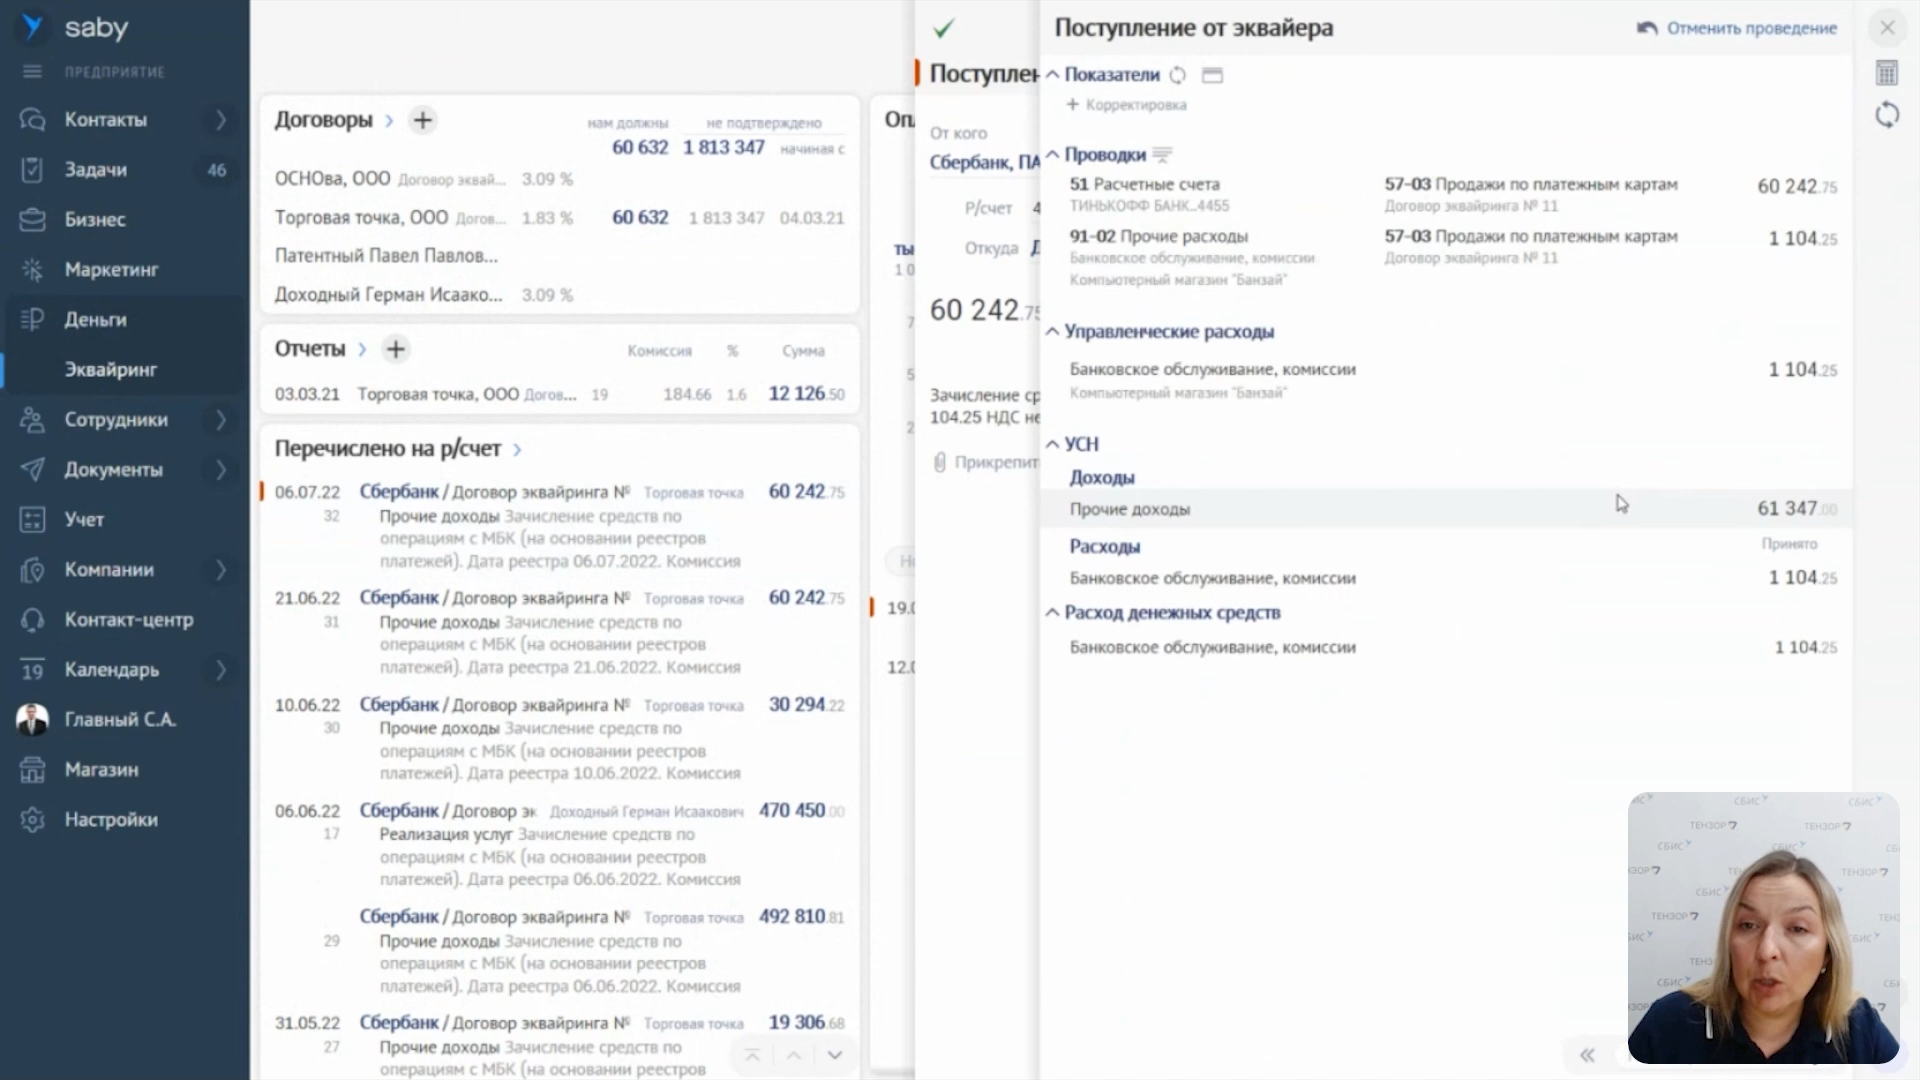 saby
ПРЕДПРИЯТИЕ
Контакты
Задачи 46
Бизнес
Маркетинг
Деньги
Эквайринг
Сотрудники
Документы
Учет
Компании
Контакт-центр
19 Календарь
Главный С.А.
Магазин
Настройки
Договоры
нам должны не подтверждено
60 632 1 813 347 начиная с
ОСНОва, ООО Договор эквай... 3.09 %
Торговая точка, ООО Догов... 1.83 % 60 632 1 813 347 04.03.21
Патентный Павел Павлов...
Доходный Герман Исаако... 3.09 %
Отчеты Комиссия % Сумма
03.03.21 Торговая точка, ООО Догов... 19 184.66 1.6 12 126.50
Перечислено на р/счет
06.07.22 Сбербанк / Договор эквайринга № Торговая точка 60 242.75
32 Прочие доходы Зачисление средств по
операциям с МБК (на основании реестров
платежей). Дата реестра 06.07.2022. Комиссия
21.06.22 Сбербанк / Договор эквайринга № Торговая точка 60 242.75
31 Прочие доходы Зачисление средств по
операциям с МБК (на основании реестров
платежей). Дата реестра 21.06.2022. Комиссия
10.06.22 Сбербанк / Договор эквайринга № Торговая точка 30 294.22
30 Прочие доходы Зачисление средств по
операциям с МБК (на основании реестров
платежей). Дата реестра 10.06.2022. Комиссия
06.06.22 Сбербанк / Договор эк Доходный Герман Исаакович 470 450.00
17 Реализация услуг Зачисление средств по
операциям с МБК (на основании реестров
платежей). Дата реестра 06.06.2022. Комиссия
Сбербанк / Договор эквайринга № Торговая точка 492 810.81
29 Прочие доходы Зачисление средств по
операциям с МБК (на основании реестров
платежей). Дата реестра 06.06.2022. Комиссия
31.05.22 Сбербанк / Договор эквайринга № Торговая точка 19 306.68
27 Прочие доходы Зачисление средств по
операциям с МБК (на основании реестров
Поступлен
От кого
Сбербанк, ПА
Р/счет 4
Откуда
60 242.75
Зачисление ср
104.25 НДС не
Прикрепит
Поступление от эквайера
Отменить проведение
Показатели
+ Корректировка
Проводки
51 Расчетные счета 57-03 Продажи по платежным картам 60 242.75
ТИНЬКОФФ БАНК...4455 Договор эквайринга № 11
91-02 Прочие расходы 57-03 Продажи по платежным картам 1 104.25
Банковское обслуживание, комиссии Договор эквайринга № 11
Компьютерный магазин "Банзай"
Управленческие расходы
Банковское обслуживание, комиссии 1 104.25
Компьютерный магазин "Банзай"
УСН
Доходы
Прочие доходы 61 347.00
Расходы Принято
Банковское обслуживание, комиссии 1 104.25
Расход денежных средств
Банковское обслуживание, комиссии 1 104.25
СБИС
ТЕНЗОР